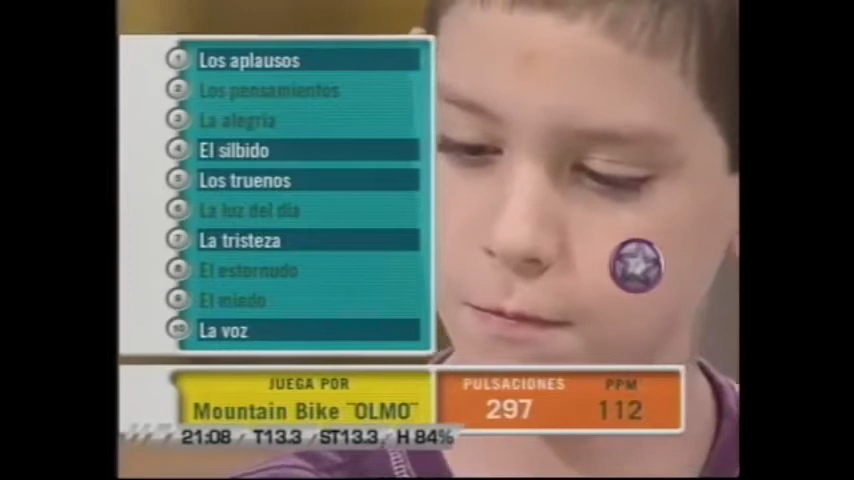 1 Los aplausos
2 Los pensamientos
3 La alegría
4 El silbido
5 Los truenos
6 La luz del día
7 La tristeza
8 El estornudo
9 El miedo
10 La voz
JUEGA POR
Mountain Bike ¨OLMO¨
PULSACIONES PPM
297 112
21:08 T13.3 ST13.3 H 84%